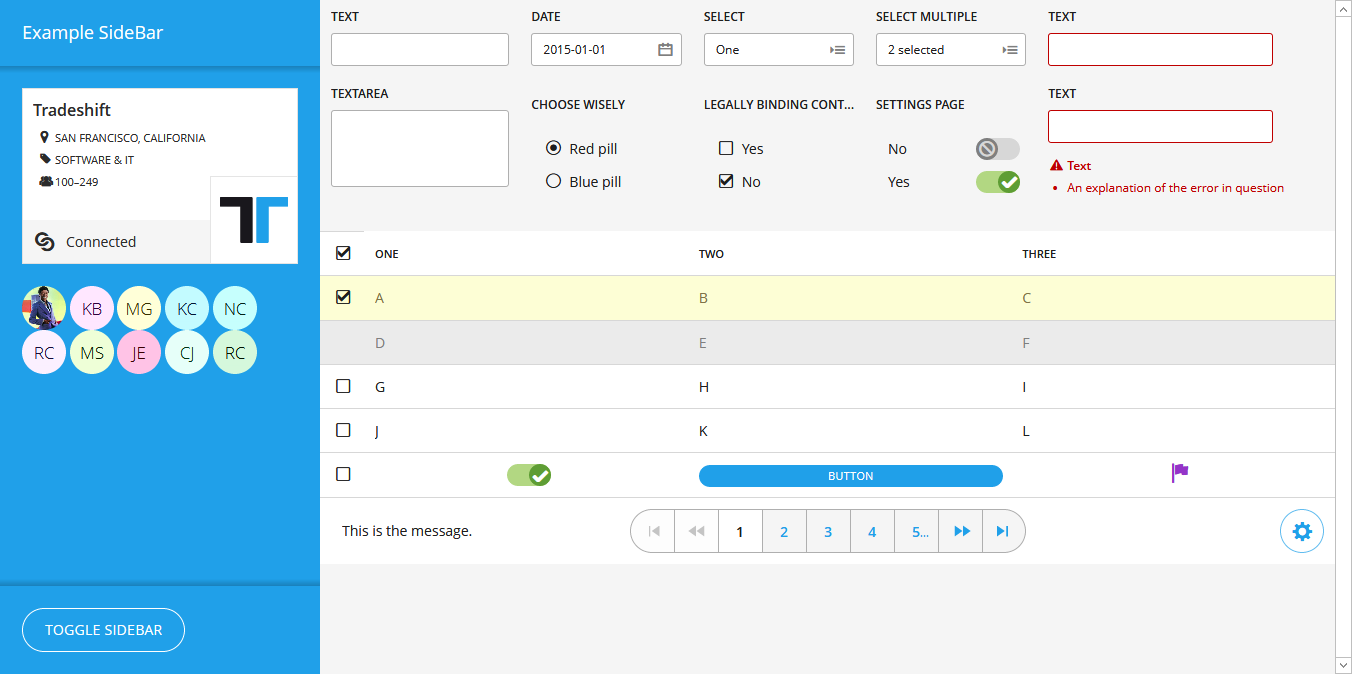 Example SideBar
Tradeshift
SAN FRANCISCO, CALIFORNIA
SOFTWARE & IT
100–249
Connected
KB MG KC NC
RC MS JE CJ RC
TOGGLE SIDEBAR
TEXT DATE SELECT SELECT MULTIPLE TEXT
2015-01-01 One 2 selected
TEXTAREA CHOOSE WISELY LEGALLY BINDING CONT... SETTINGS PAGE TEXT
Red pill Yes No
Blue pill No Yes
Text
An explanation of the error in question
ONE TWO THREE
A B C
D E F
G H I
J K L
BUTTON
This is the message. 1 2 3 4 5...